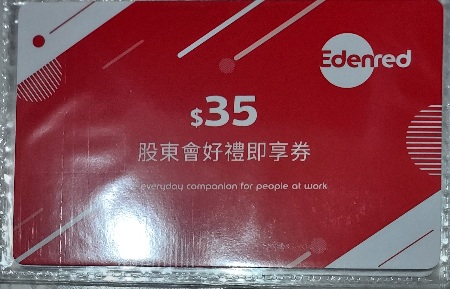 Edenred
$35
股東會好禮即享券
everyday companion for people at work